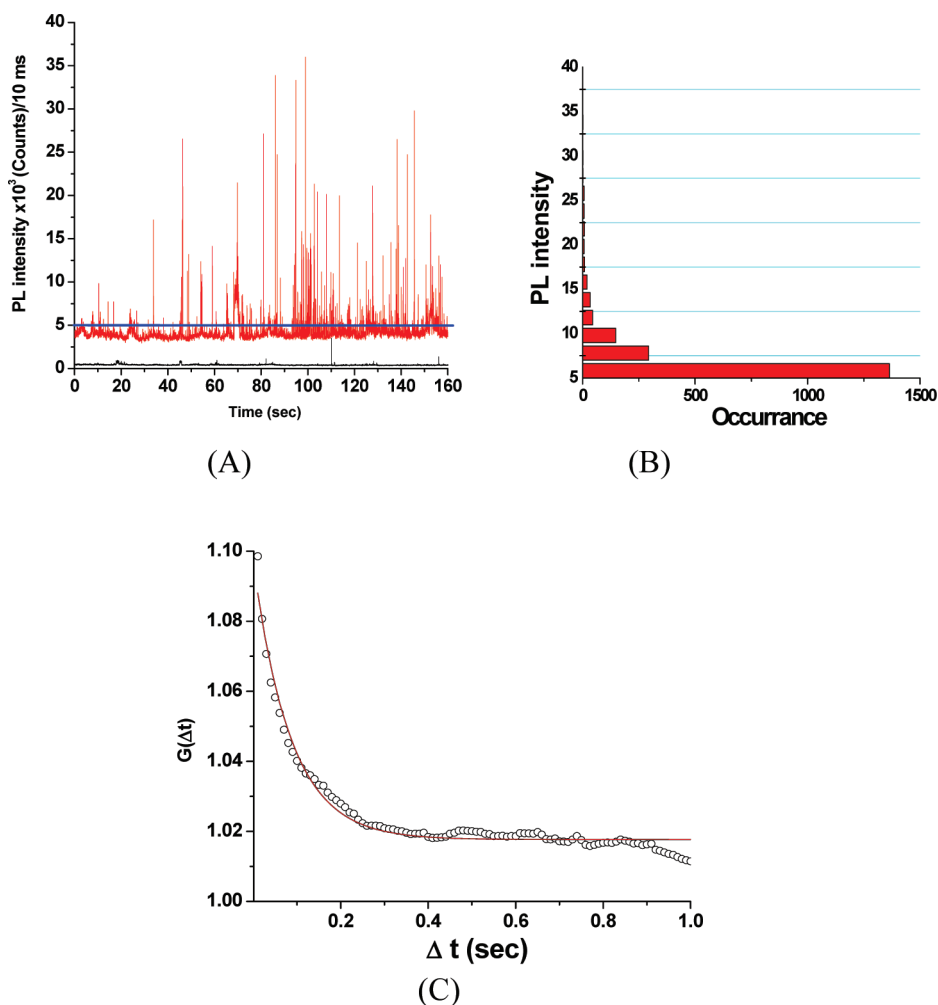 PL intensity x10³ (Counts)/10 ms
40
35
30
25
20
15
10
5
0
0 20 40 60 80 100 120 140 160
Time (sec)
(A)
PL intensity
40
35
30
25
20
15
10
5
0 500 1000 1500
Occurrance
(B)
G(Δt)
1.10
1.08
1.06
1.04
1.02
1.00
0.2 0.4 0.6 0.8 1.0
Δ t (sec)
(C)